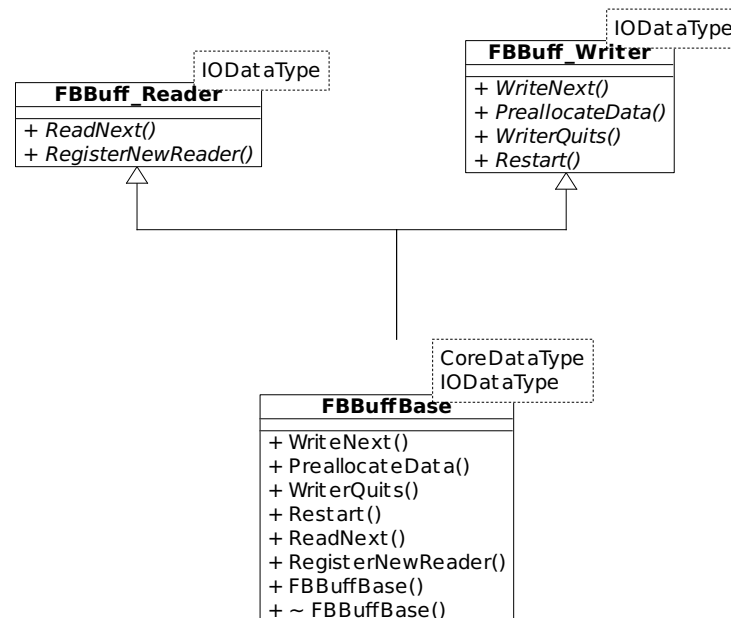 IODataType
FBBuff_Reader
+ ReadNext()
+ RegisterNewReader()
IODataType
FBBuff_Writer
+ WriteNext()
+ PreallocateData()
+ WriterQuits()
+ Restart()
CoreDataType
IODataType
FBBuffBase
+ WriteNext()
+ PreallocateData()
+ WriterQuits()
+ Restart()
+ ReadNext()
+ RegisterNewReader()
+ FBBuffBase()
+ ~ FBBuffBase()